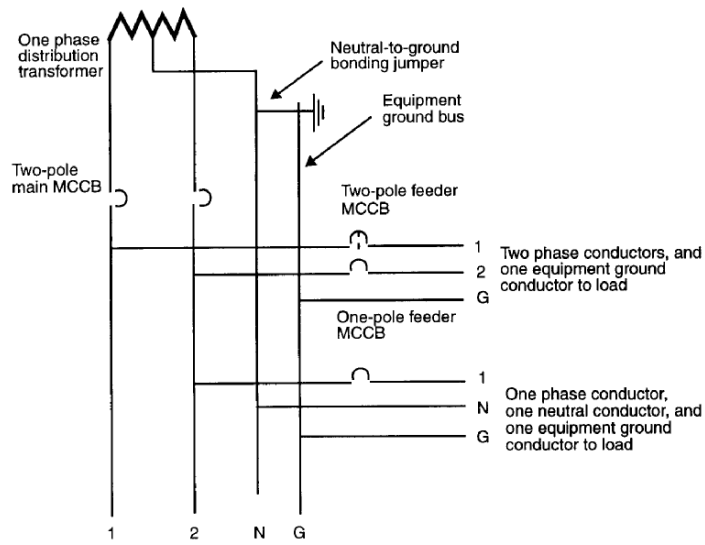 One phase
distribution
transformer
Neutral-to-ground
bonding jumper
Equipment
ground bus
Two-pole
main MCCB
Two-pole feeder
MCCB
1
2
G
Two phase conductors, and
one equipment ground
conductor to load
One-pole feeder
MCCB
1
N
G
One phase conductor,
one neutral conductor, and
one equipment ground
conductor to load
1 2 N G